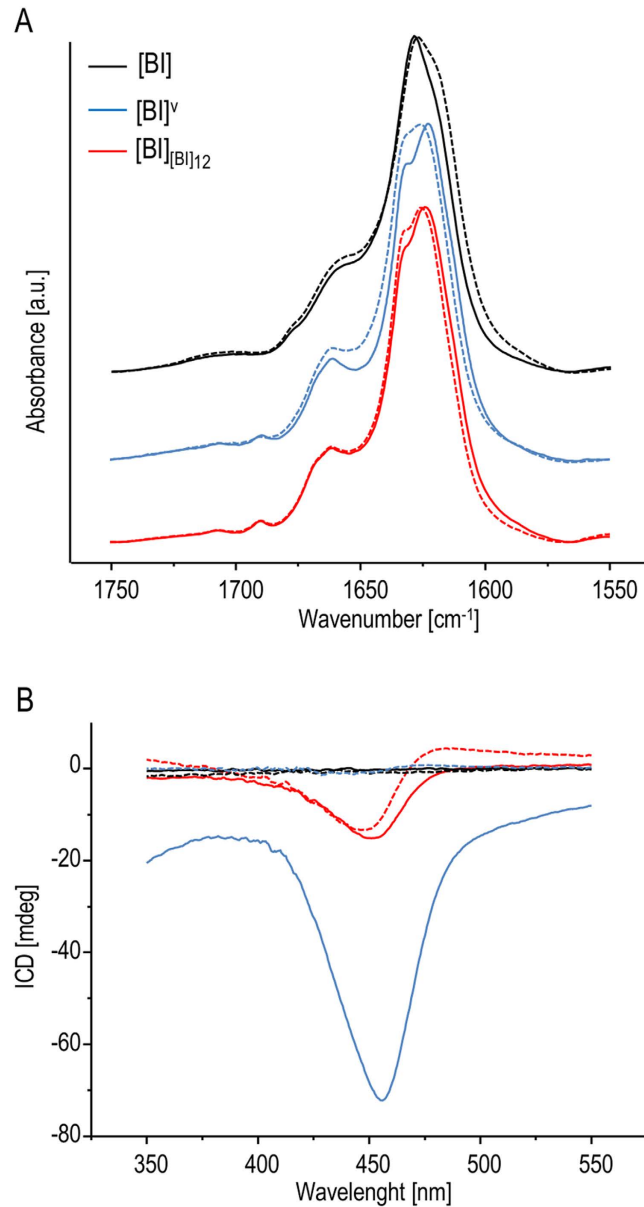 A
[BI]
[BI]ᵛ
[BI][BI]12
Absorbance [a.u.]
1750 1700 1650 1600 1550
Wavenumber [cm⁻¹]
B
0
-20
-40
-60
-80
ICD [mdeg]
350 400 450 500 550
Wavelenght [nm]